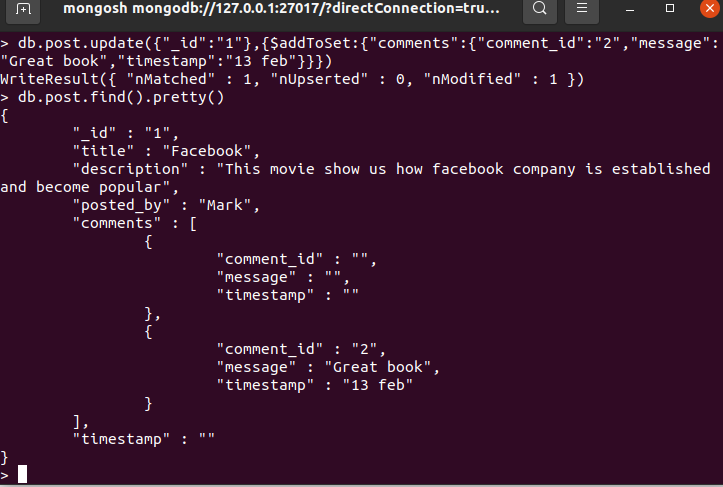 mongosh mongodb://127.0.0.1:27017/?directConnection=tru...
> db.post.update({"_id":"1"},{$addToSet:{"comments":{"comment_id":"2","message":
"Great book","timestamp":"13 feb"}}})
WriteResult({ "nMatched" : 1, "nUpserted" : 0, "nModified" : 1 })
> db.post.find().pretty()
{
        "_id" : "1",
        "title" : "Facebook",
        "description" : "This movie show us how facebook company is established
and become popular",
        "posted_by" : "Mark",
        "comments" : [
                {
                        "comment_id" : "",
                        "message" : "",
                        "timestamp" : ""
                },
                {
                        "comment_id" : "2",
                        "message" : "Great book",
                        "timestamp" : "13 feb"
                }
        ],
        "timestamp" : ""
}
>